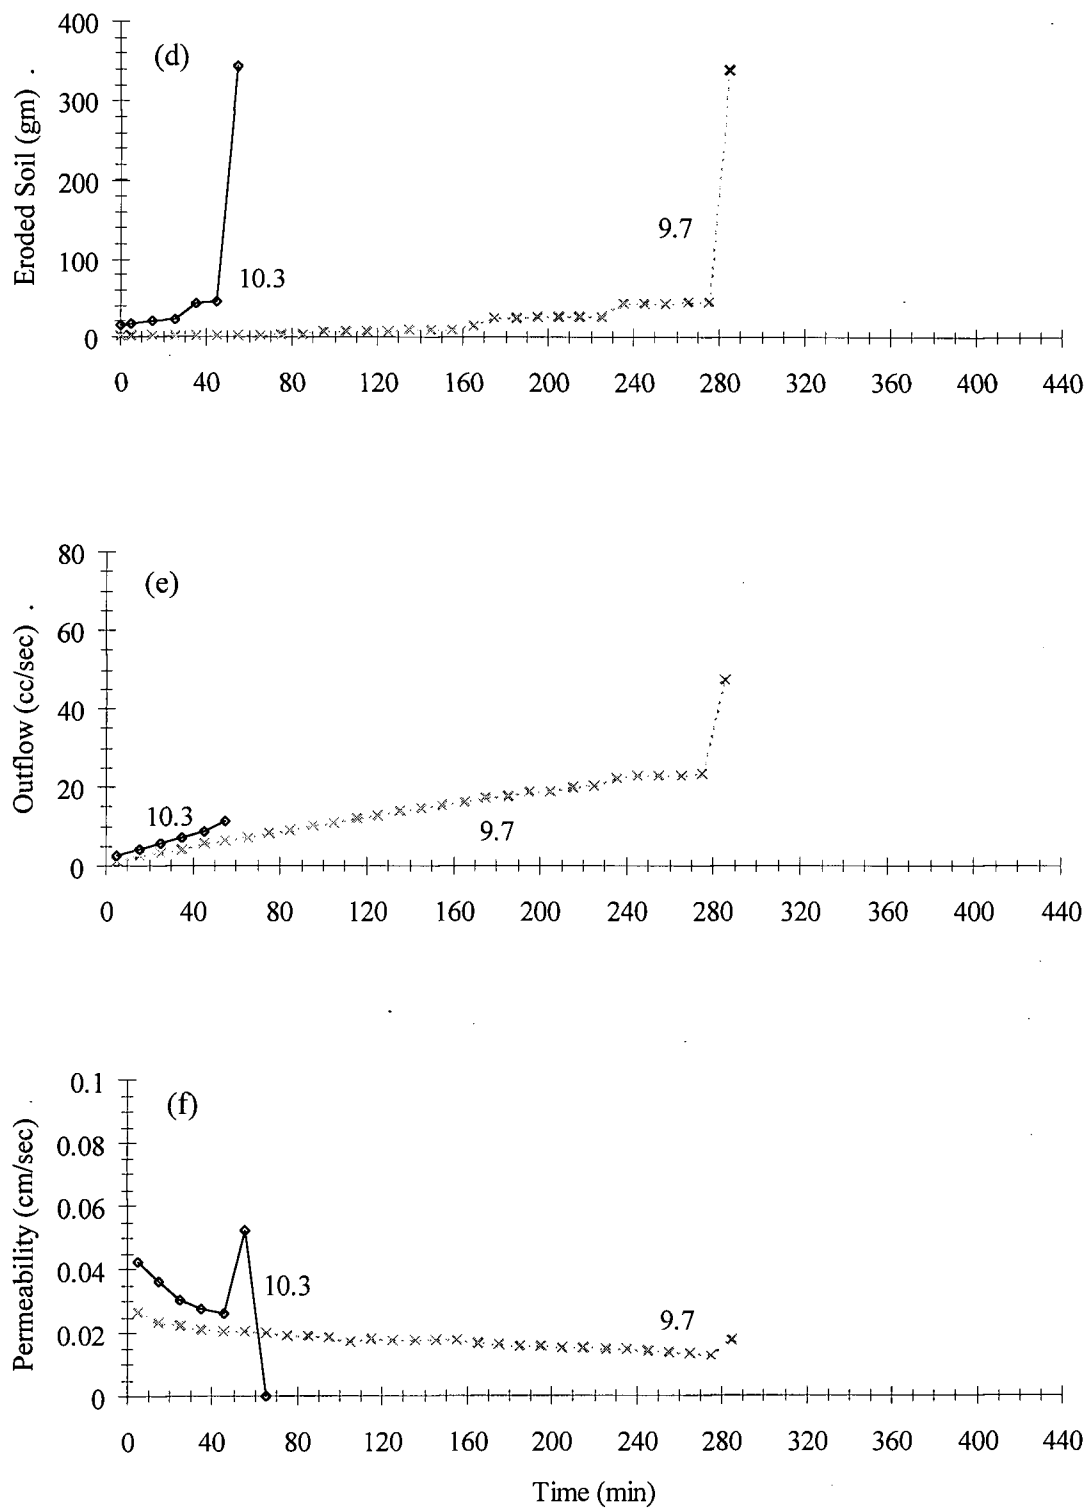 400
(d)
300
200
100
0
Eroded Soil (gm) .
9.7
10.3
0 40 80 120 160 200 240 280 320 360 400 440
80
(e)
60
40
20
0
Outflow (cc/sec) .
10.3
9.7
0 40 80 120 160 200 240 280 320 360 400 440
0.1
(f)
0.08
0.06
0.04
0.02
0
Permeability (cm/sec) .
10.3
9.7
0 40 80 120 160 200 240 280 320 360 400 440
Time (min)